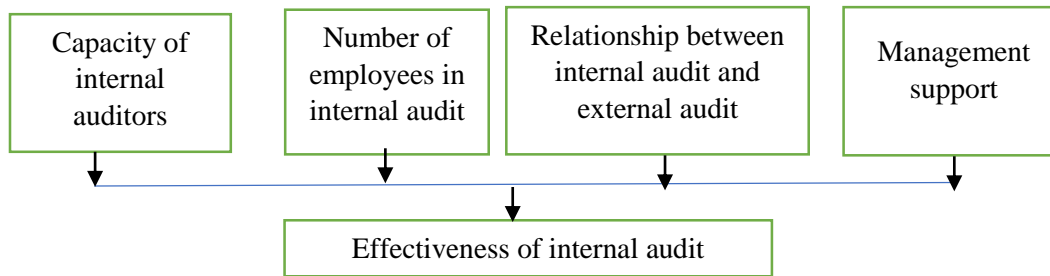 Capacity of
internal
auditors
Number of
employees in
internal audit
Relationship between
internal audit and
external audit
Management
support
Effectiveness of internal audit